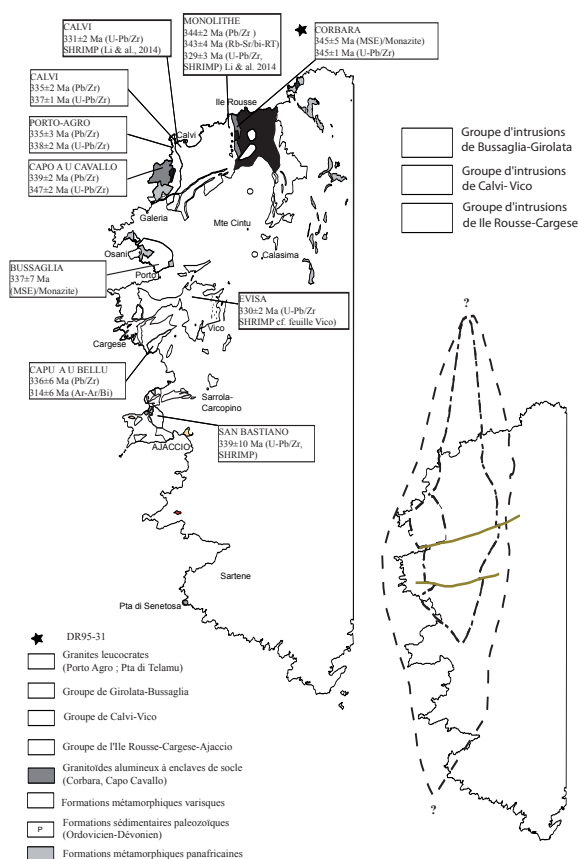 MONOLITHE
344±2 Ma (Pb/Zr )
343±4 Ma (Rb-Sr/bi-RT)
329±3 Ma (U-Pb/Zr,
SHRIMP) Li & al. 2014
CORBARA
345±5 Ma (MSE)/Monazite)
345±1 Ma (U-Pb/Zr)
CALVI
331±2 Ma (U-Pb/Zr)
SHRIMP (Li & al., 2014)
CALVI
335±2 Ma (Pb/Zr)
337±1 Ma (U-Pb/Zr)
PORTO-AGRO
335±3 Ma (Pb/Zr)
338±2 Ma (U-Pb/Zr)
CAPO A U CAVALLO
339±2 Ma (Pb/Zr)
347±2 Ma (U-Pb/Zr)
Ile Rousse
Calvi
Galeria
Mte Cintu
Osani
Calasima
Porto
BUSSAGLIA
337±7 Ma
(MSE)/Monazite)
EVISA
330±2 Ma (U-Pb/Zr
SHRIMP cf. feuille Vico)
Vico
Cargese
CAPU A U BELLU
336±6 Ma (Pb/Zr)
314±6 Ma (Ar-Ar/Bi)
Sarrola-
Carcopino
SAN BASTIANO
339±10 Ma (U-Pb/Zr,
SHRIMP)
AJACCIO
Sartene
Pta di Senetosa
Groupe d'intrusions
de Bussaglia-Girolata
Groupe d'intrusions
de Calvi-Vico
Groupe d'intrusions
de Ile Rousse-Cargese
?
?
DR95-31
Granites leucocrates
(Porto Agro ; Pta di Telamu)
Groupe de Girolata-Bussaglia
Groupe de Calvi-Vico
Groupe de l'Ile Rousse-Cargese-Ajaccio
Granitoïdes alumineux à enclaves de socle
(Corbara, Capo Cavallo)
Formations métamorphiques varisques
P
Formations sédimentaires paleozoïques
(Ordovicien-Dévonien)
Formations métamorphiques panafricaines